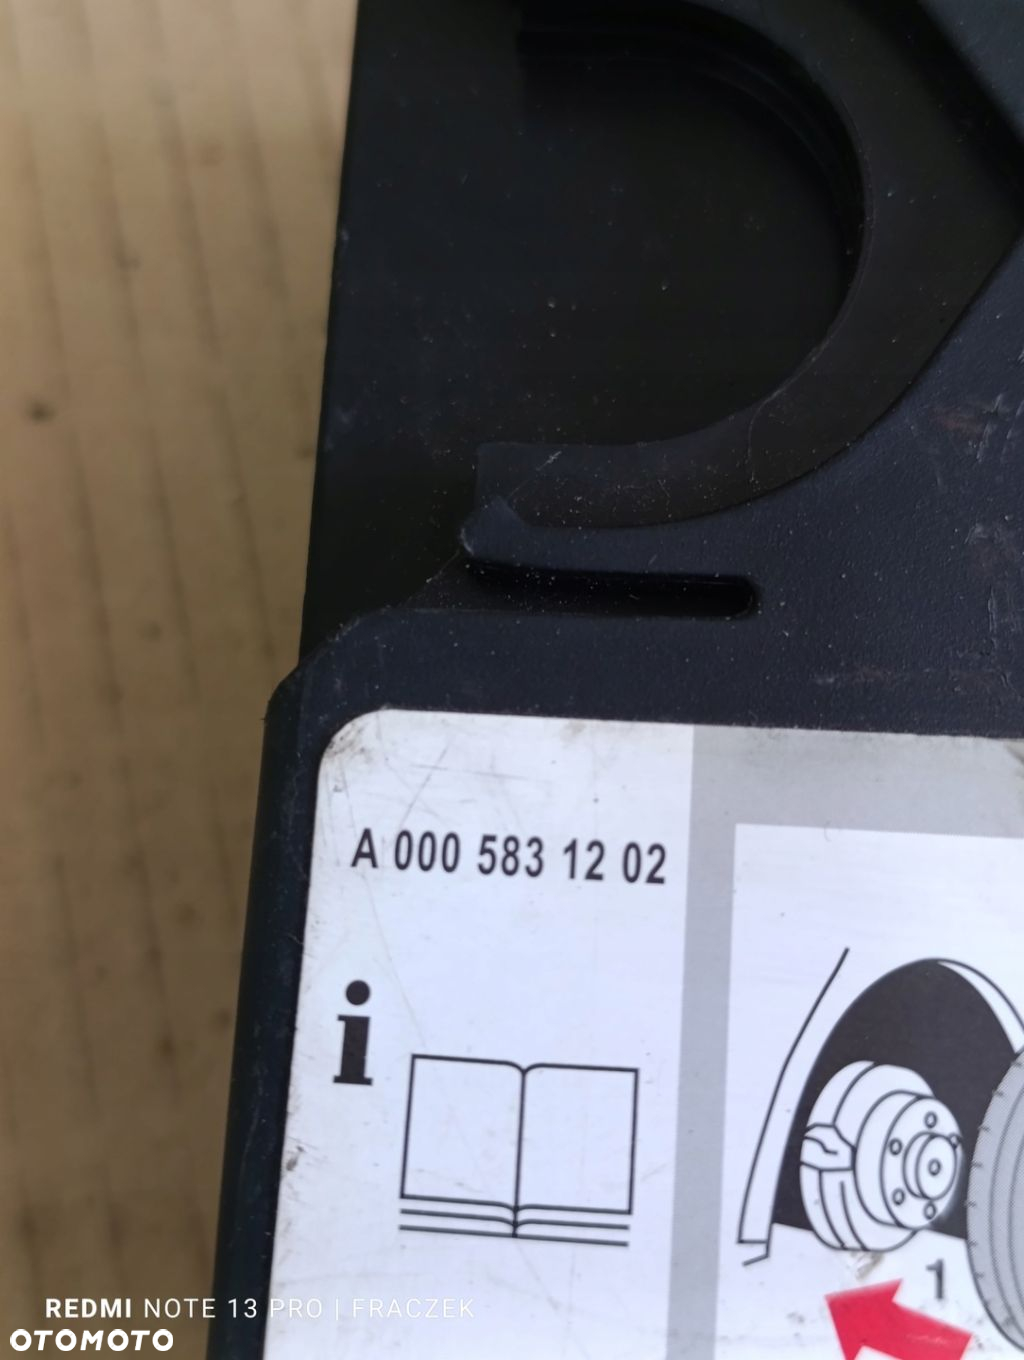 A 000 583 12 02
i
1
REDMI NOTE 13 PRO | FRACZEK
OTOMOTO